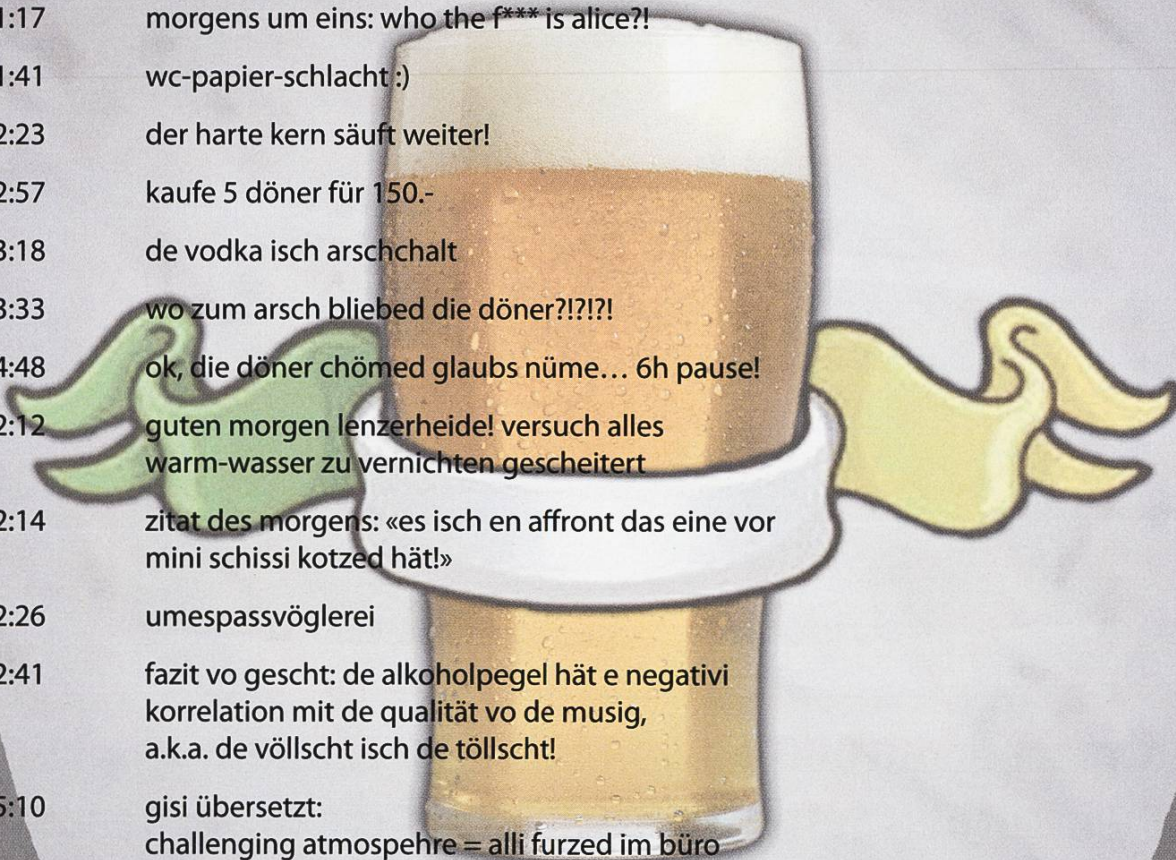 :17 morgens um eins: who the f*** is alice?!
:41 wc-papier-schlacht :)
2:23 der harte kern säuft weiter!
2:57 kaufe 5 döner für 150.-
3:18 de vodka isch arschchalt
3:33 wo zum arsch bliebed die döner?!?!?!
4:48 ok, die döner chömed glaubs nüme… 6h pause!
2:12 guten morgen lenzerheide! versuch alles
warm-wasser zu vernichten gescheitert
2:14 zitat des morgens: «es isch en affront das eine vor
mini schissi kotzed hät!»
2:26 umespassvöglerei
2:41 fazit vo gescht: de alkoholpegel hät e negativi
korrelation mit de qualität vo de musig,
a.k.a. de völlscht isch de töllscht!
5:10 gisi übersetzt:
challenging atmospehre = alli furzed im büro